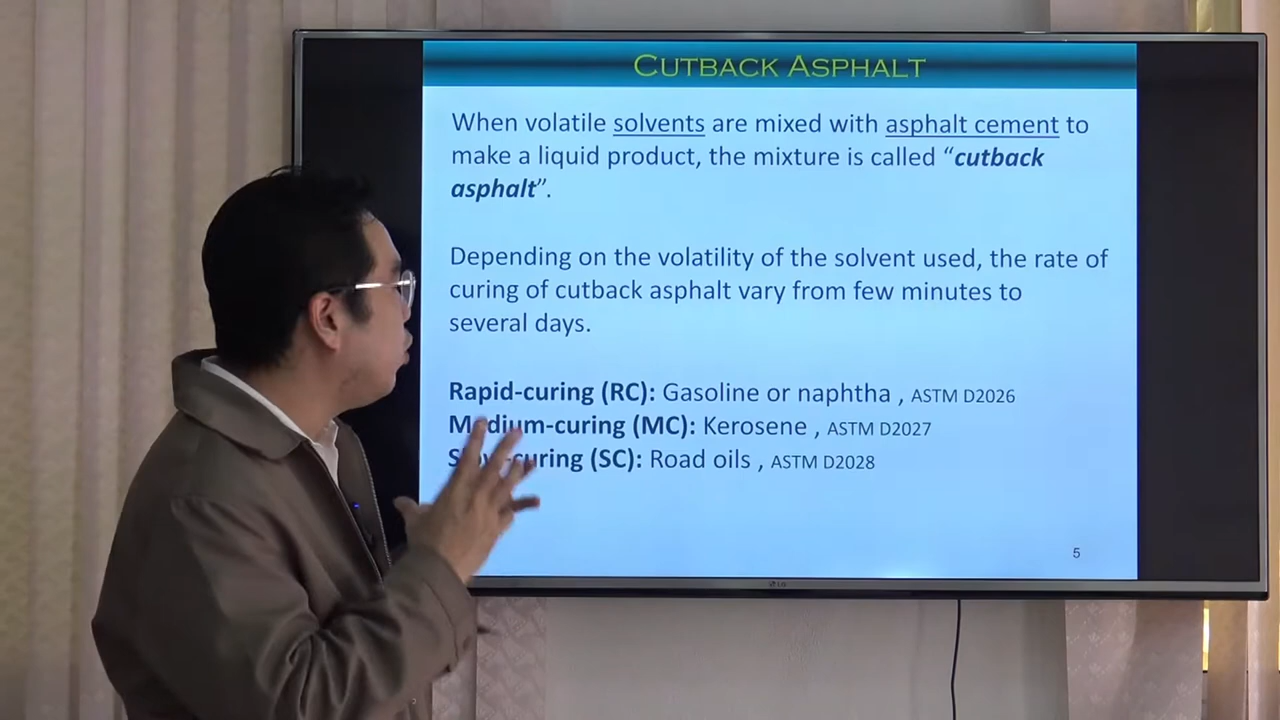 CUTBACK ASPHALT
When volatile solvents are mixed with asphalt cement to
make a liquid product, the mixture is called “cutback
asphalt”.
Depending on the volatility of the solvent used, the rate of
curing of cutback asphalt vary from few minutes to
several days.
Rapid-curing (RC): Gasoline or naphtha , ASTM D2026
Medium-curing (MC): Kerosene , ASTM D2027
Slow-curing (SC): Road oils , ASTM D2028
5
LG